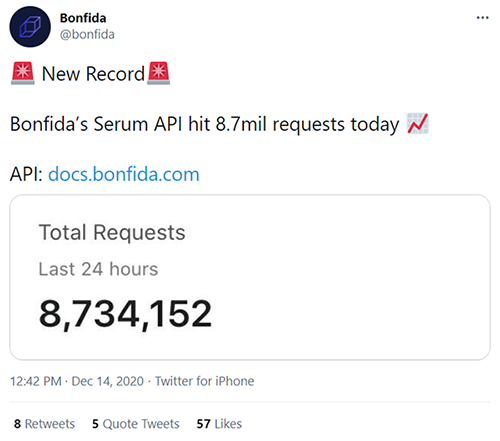 Bonfida
@bonfida
🚨 New Record🚨
Bonfida's Serum API hit 8.7mil requests today 📈
API: docs.bonfida.com
Total Requests
Last 24 hours
8,734,152
12:42 PM · Dec 14, 2020 · Twitter for iPhone
8 Retweets 5 Quote Tweets 57 Likes